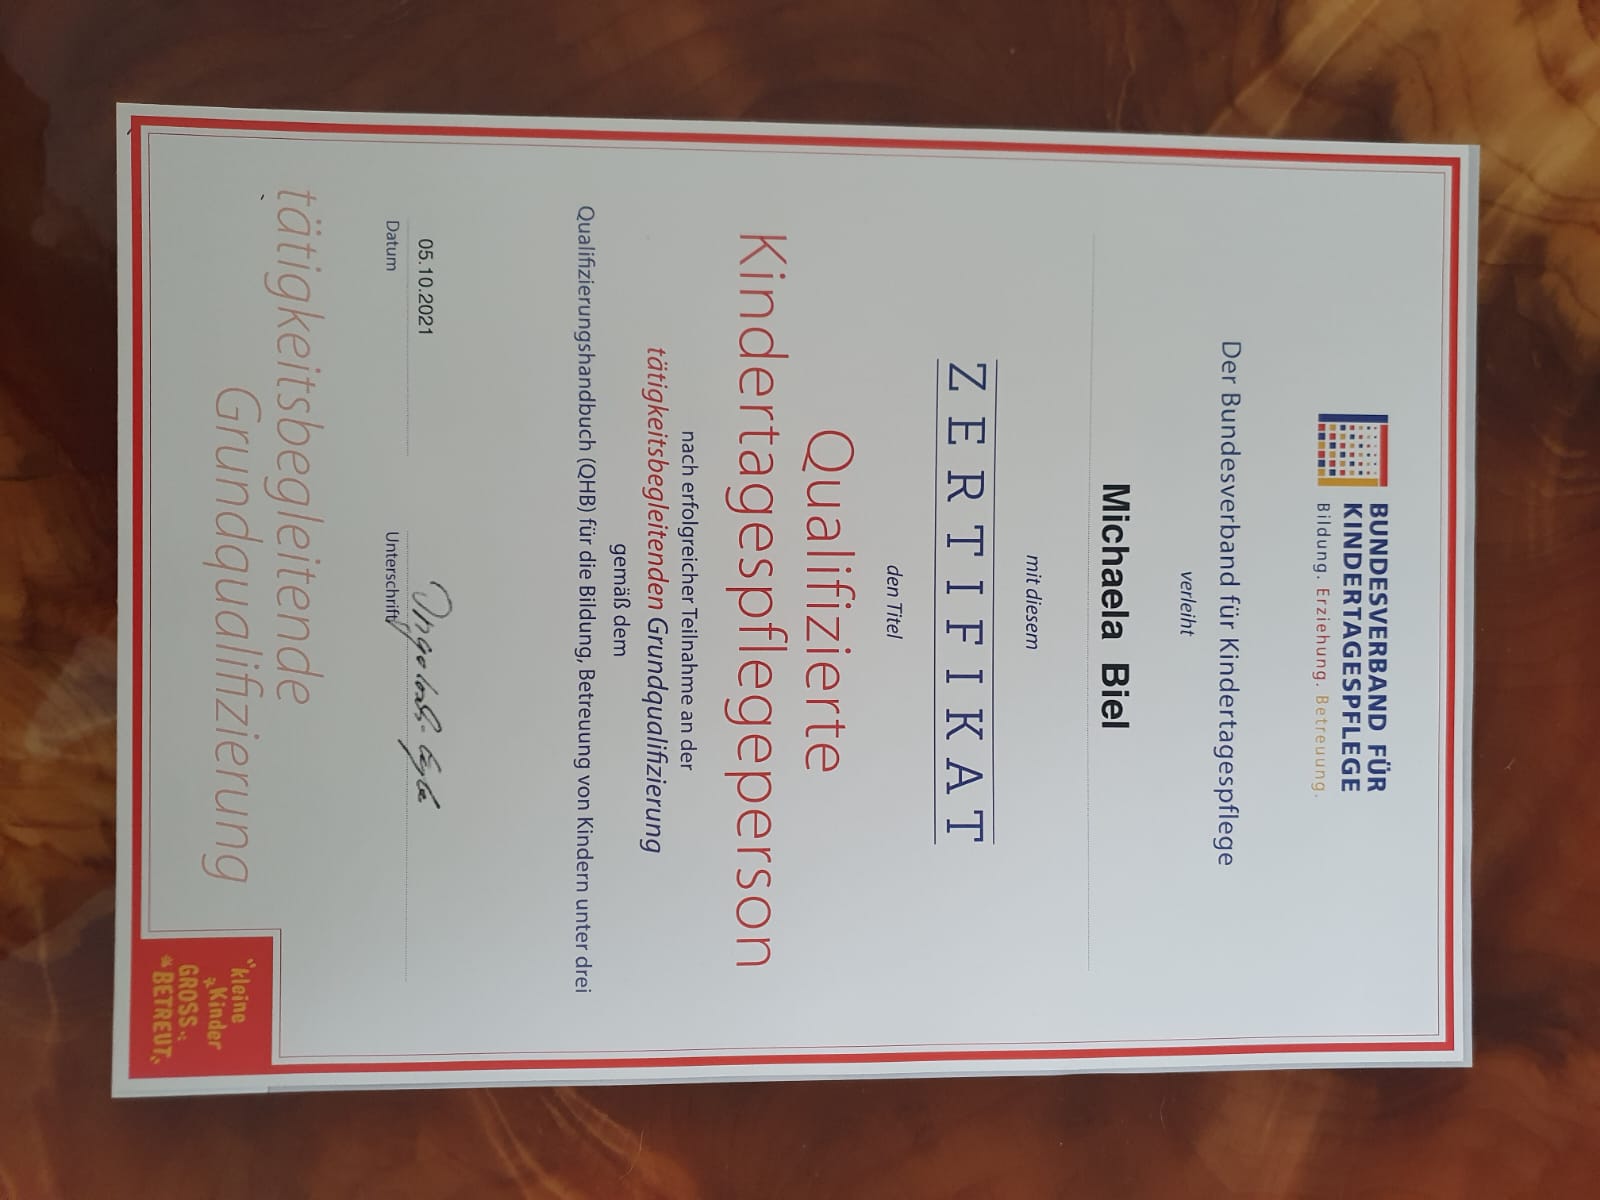 BUNDESVERBAND FÜR
KINDERTAGESPFLEGE
Bildung. Erziehung. Betreuung.
Der Bundesverband für Kindertagespflege
verleiht
Michaela Biel
mit diesem
ZERTIFIKAT
den Titel
Qualifizierte
Kindertagespflegeperson
nach erfolgreicher Teilnahme an der
tätigkeitsbegleitenden Grundqualifizierung
gemäß dem
Qualifizierungshandbuch (QHB) für die Bildung, Betreuung von Kindern unter drei
05.10.2021
Datum
Unterschrift
tätigkeitsbegleitende
Grundqualifizierung
kleine
Kinder
GROSS
BETREUT